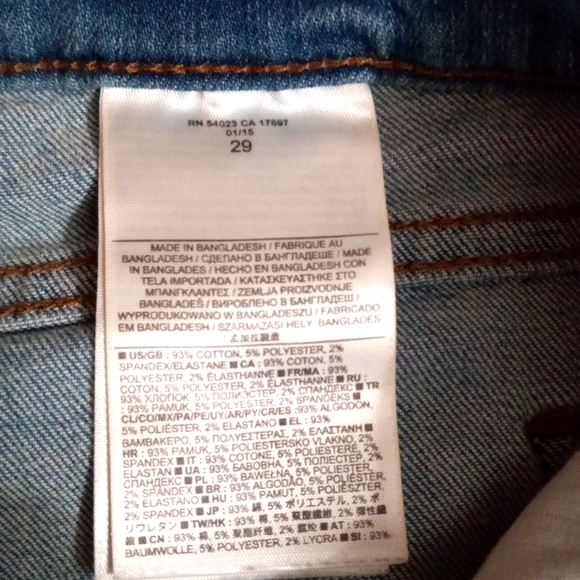 RN 54023 CA 17897
01/15
29
MADE IN BANGLADESH / FABRIQUE AU
BANGLADESH / СДЕЛАНО В БАНГЛАДЕШЕ / MADE
IN BANGLADES / HECHO EN BANGLADESH CON
TELA IMPORTADA / ΚΑΤΑΣΚΕΥΑΣΤΗΚΕ ΣΤΟ
ΜΠΑΝΓΚΛΑΝΤΕΣ / ZEMLJA PROIZVODNJE
BANGLADEŠ / ВИРОБЛЕНО В БАНГЛАДЕШ /
WYPRODUKOWANO W BANGLADESZU / FABRICADO
EM BANGLADESH / SZÁRMAZÁSI HELY BANGLADES
孟加拉製造
■ US/GB : 93% COTTON, 5% POLYESTER, 2%
SPANDEX/ELASTANE ■ CA : 93% COTTON, 5%
POLYESTER, 2% ÉLASTHANNE ■ FR/MA : 93%
COTON, 5% POLYESTER, 2% ÉLASTHANNE ■ RU :
93% ХЛОПОК, 5% ПОЛИЭСТЕР, 2% СПАНДЕКС ■ TR
: 93% PAMUK, 5% POLYESTER, 2% SPANDEKS ■
CL/CO/MX/PA/PE/UY/AR/PY/CR/ES :93% ALGODÓN,
5% POLIÉSTER, 2% ELASTANO ■ EL : 93%
ΒΑΜΒΑΚΕΡΟ, 5% ΠΟΛΥΕΣΤΕΡΑΣ, 2% ΕΛΑΣΤΑΝΗ ■
HR : 93% PAMUK, 5% POLIESTERSKO VLAKNO, 2%
SPANDEX ■ IT : 93% COTONE, 5% POLIESTERE, 2%
ELASTAN ■ UA : 93% БАВОВНА, 5% ПОЛІЕСТЕР, 2%
СПАНДЕКС ■ PL : 93% BAWEŁNA, 5% POLIESTER,
2% SPANDEX ■ BR : 93% ALGODÃO, 5% POLIÉSTER,
2% ELASTANO ■ HU : 93% PAMUT, 5% POLIÉSZTER,
2% SPANDEX ■ JP : 93% 綿, 5% ポリエステル, 2% ポ
リウレタン ■ TW/HK : 93% 棉, 5% 聚酯纖維, 2% 彈性纖
維 ■ CN : 93% 棉, 5% 聚酯纤维, 2% 氨纶 ■ AT : 93%
BAUMWOLLE, 5% POLYESTER, 2% LYCRA ■ SI : 93%